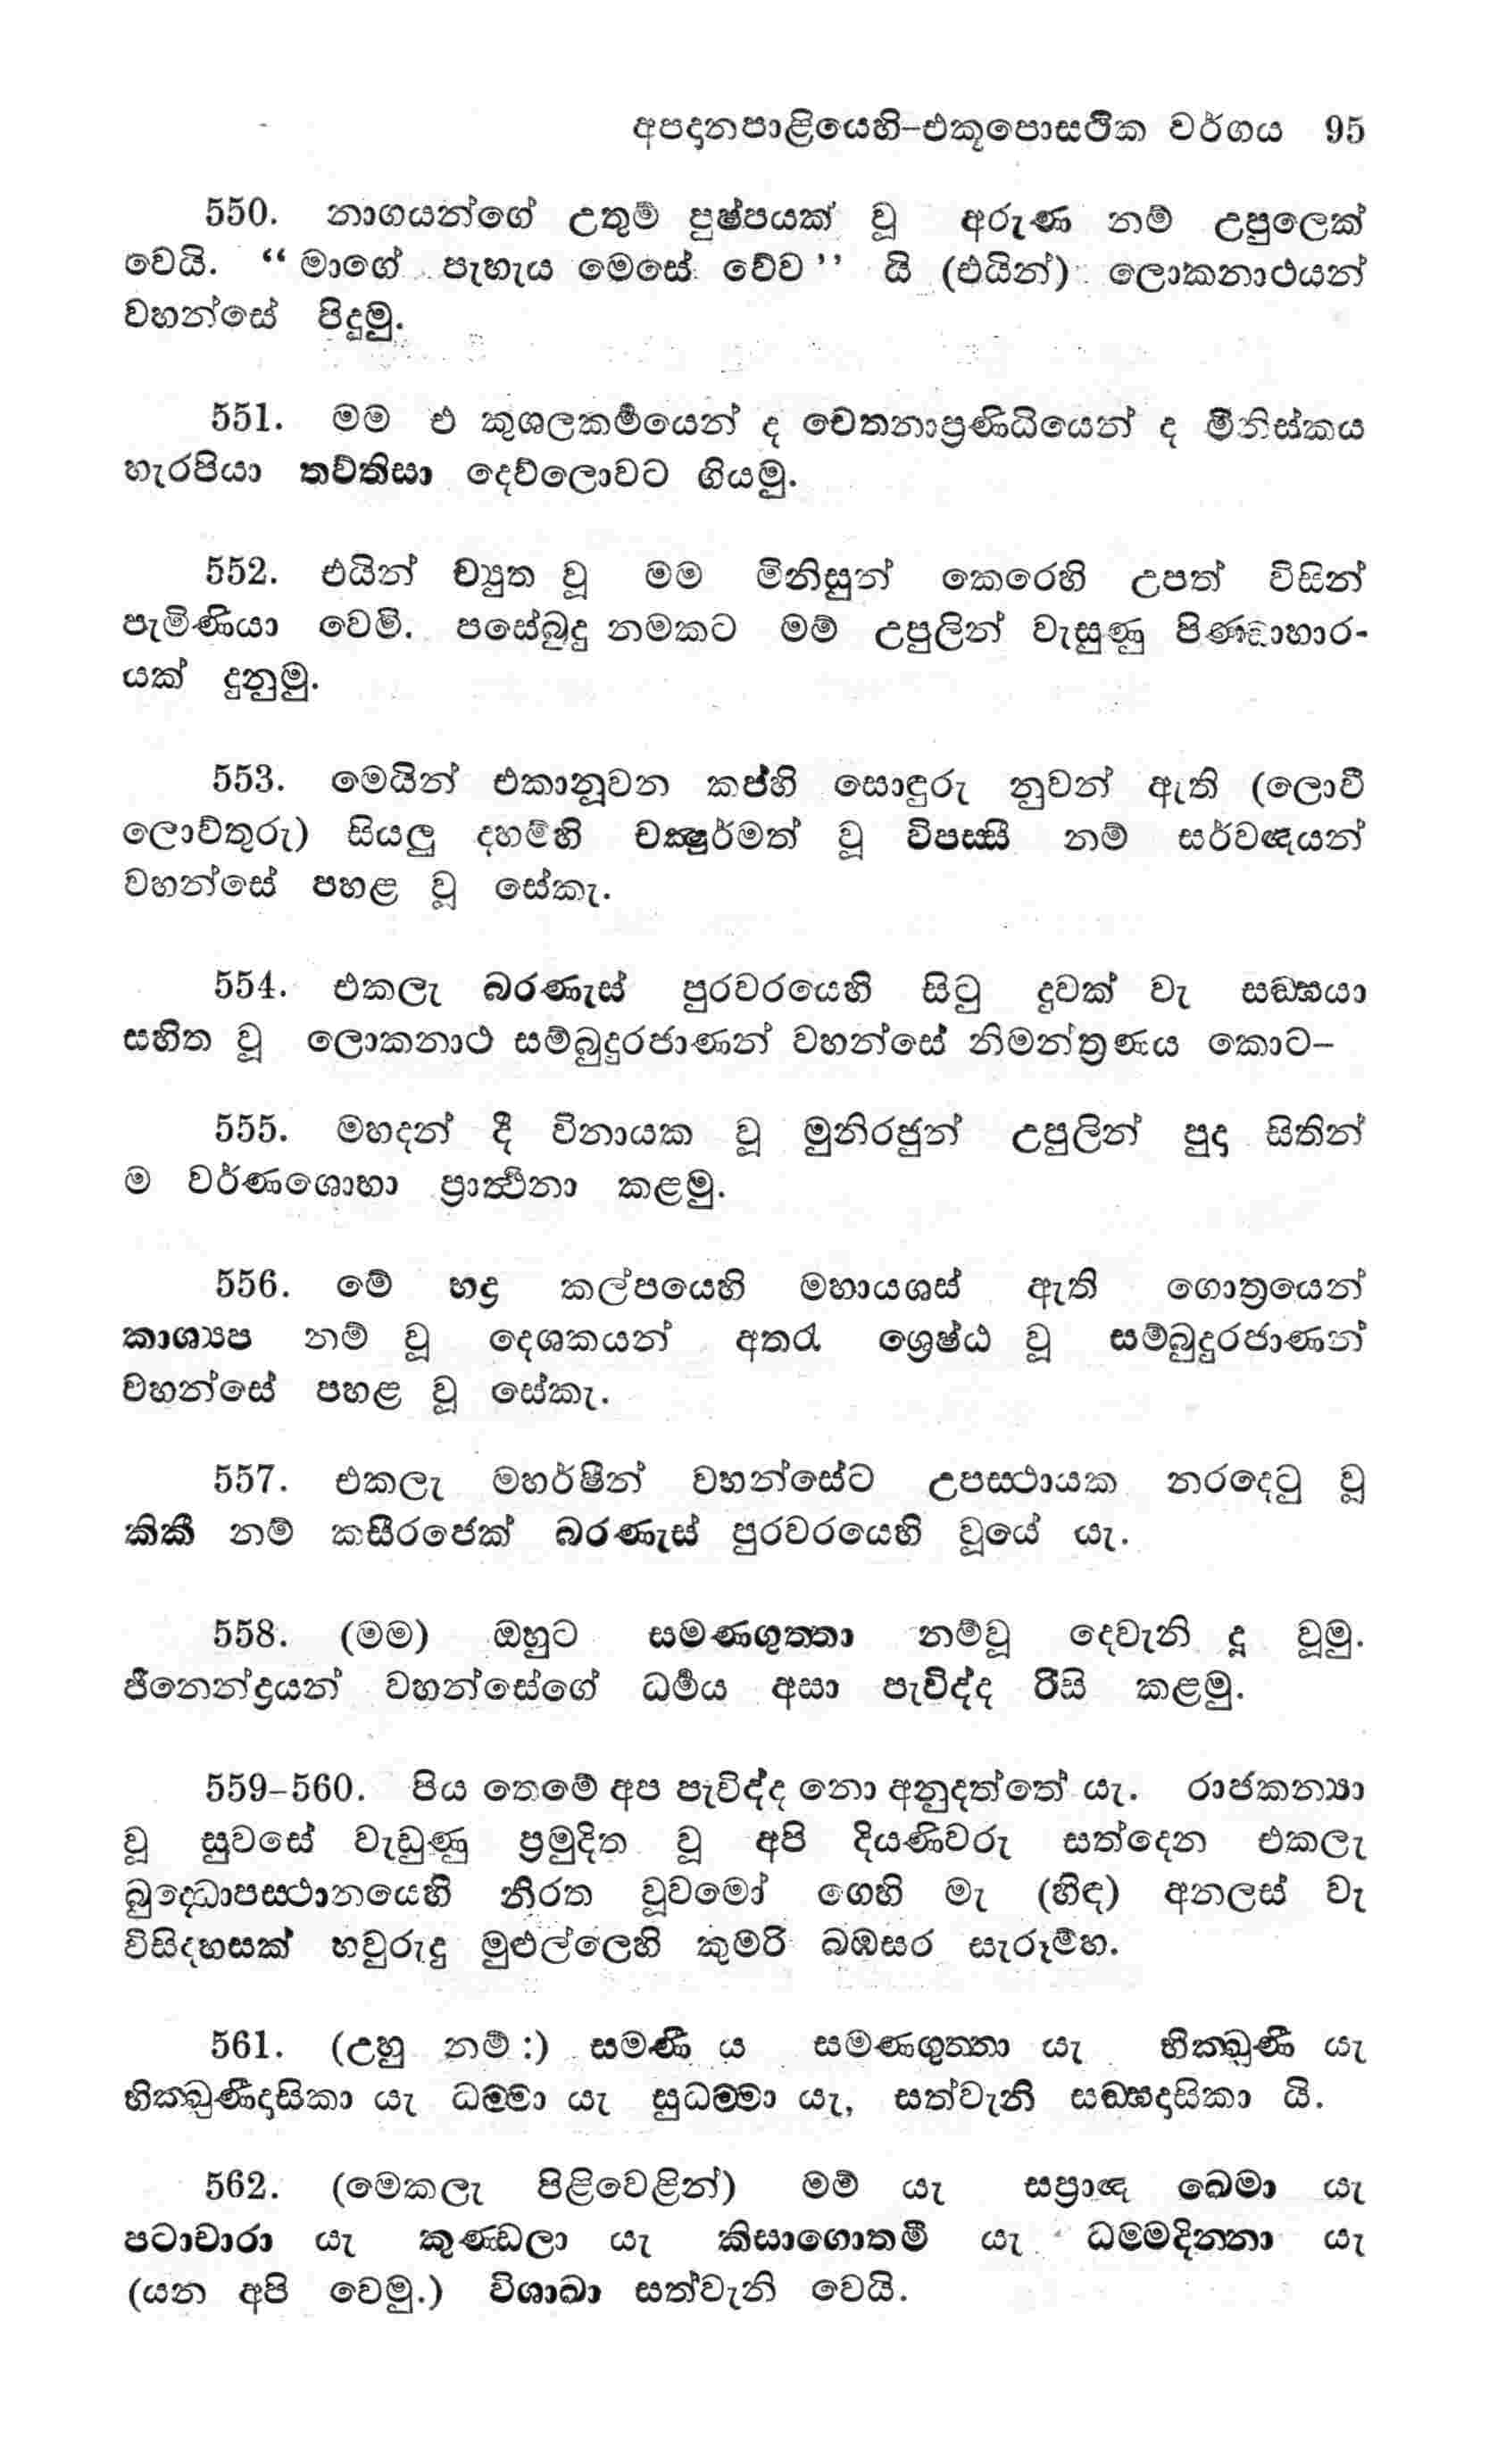 අපදානපාළියෙහි–එකූපොසථික වර්ගය 95
550. නාගයන්ගේ උතුම් පුෂ්පයක් වූ අරුණ නම් උපුලෙක්
වෙයි. “මාගේ පැහැය මෙසේ වේව’’ යි (එයින්) ලොකනාථයන්
වහන්සේ පිදූමු.
551. මම ඒ කුශලකර්‍මයෙන් ද චේතනාප්‍රණිධියෙන් ද මිනිස්කය
හැරපියා තව්තිසා දෙව්ලොවට ගියමු.
552. එයින් ච්‍යුත වූ මම මිනිසුන් කෙරෙහි උපත් විසින්
පැමිණියා වෙමි. පසේබුදු නමකට මම් උපුලින් වැසුණු පිණ්‍ඩාහාර-
යක් දුනුමු.
553. මෙයින් එකානූවන කප්හි සොඳුරු නුවන් ඇති (ලොවී
ලොව්තුරු) සියලු දහම්හි චක්‍ෂුර්මත් වූ විපස්සී නම් සර්වඥයන්
වහන්සේ පහළ වූ සේකැ.
554. එකලැ බරණැස් පුරවරයෙහි සිටු දුවක් වැ සඞ්ඝයා
සහිත වූ ලොකනාථ සම්බුදුරජාණන් වහන්සේ නිමන්ත්‍රණය කොට–
555. මහදන් දී විනායක වූ මුනිරජුන් උපුලින් පුදා සිතින්
ම වර්ණශොභා ප්‍රාර්‍ථනා කළමු.
556. මේ භද්‍ර කල්පයෙහි මහායශස් ඇති ගොත්‍රයෙන්
කාශ්‍යප නම් වූ දෙශකයන් අතරැ ශ්‍රෙෂ්ඨ වූ සම්බුදුරජාණන්
වහන්සේ පහළ වූ සේකැ.
557. එකලැ මහර්ෂීන් වහන්සේට උපස්ථායක නරදෙටු වූ
කිකී නම් කසීරජෙක් බරණැස් පුරවරයෙහි වූයේ යැ.
558. (මම) ඔහුට සමණගුත්තා නම්වූ දෙවැනි දූ වූමු.
ජිනෙන්ද්‍රයන් වහන්සේගේ ධර්‍මය අසා පැවිද්ද රිසි කළමු.
559–560. පිය තෙමේ අප පැවිද්ද නො අනුදත්තේ යැ. රාජකන්‍යා
වූ සුවසේ වැඩුණු ප්‍රමුදිත වූ අපි දියණිවරු සත්දෙන එකලැ
බුද්ධොපස්ථානයෙහි නිරත වූවමෝ ගෙහි මැ (හිඳ) අනලස් වැ
විසිදහසක් හවුරුදු මුළුල්ලෙහි කුමරි බඹසර සැරුම්හ.
561. (උහු නම් :) සමණී ය සමණගුත්තා යැ භික්ඛුණී යැ
භික්ඛුණීදාසිකා යැ ධම්මා යැ සුධම්මා යැ, සත්වැනි සඞ්ඝදාසිකා යි.
562. (මෙකලැ පිළිවෙළින්) මම් යැ සප්‍රාඥ ඛෙමා යැ
පටාචාරා යැ කුණ්ඩලා යැ කිසාගොතමී යැ ධම්මදින්නා යැ
(යන අපි වෙමු.) විශාඛා සත්වැනි වෙයි.